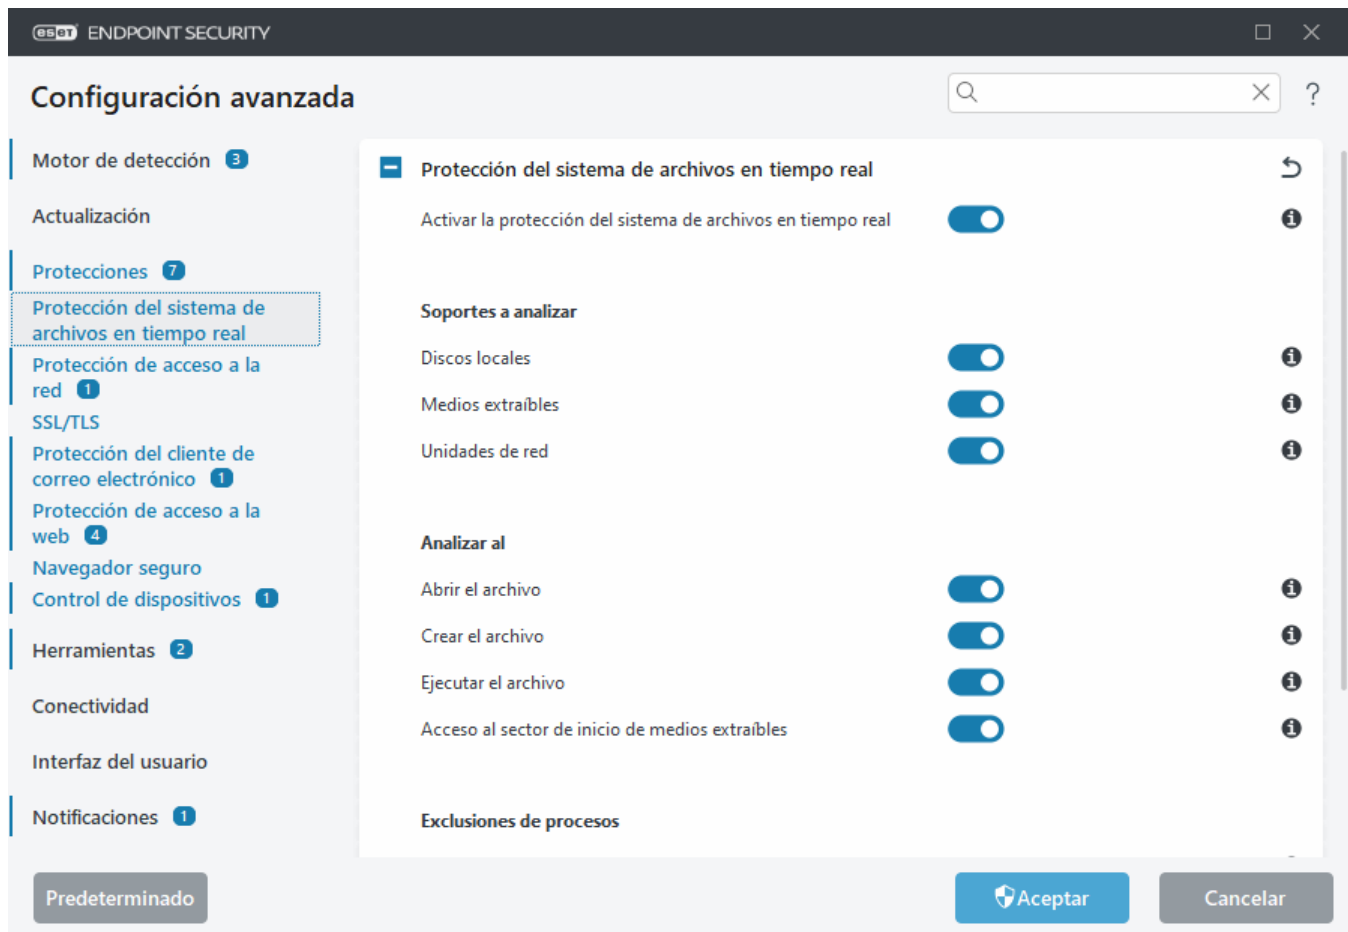 eset ENDPOINT SECURITY
Configuración avanzada
?
Motor de detección 3
Actualización
Protecciones 7
Protección del sistema de
archivos en tiempo real
Protección de acceso a la
red 1
SSL/TLS
Protección del cliente de
correo electrónico 1
Protección de acceso a la
web 4
Navegador seguro
Control de dispositivos 1
Herramientas 2
Conectividad
Interfaz del usuario
Notificaciones 1
Protección del sistema de archivos en tiempo real
Activar la protección del sistema de archivos en tiempo real
Soportes a analizar
Discos locales
Medios extraíbles
Unidades de red
Analizar al
Abrir el archivo
Crear el archivo
Ejecutar el archivo
Acceso al sector de inicio de medios extraíbles
Exclusiones de procesos
Predeterminado
Aceptar
Cancelar